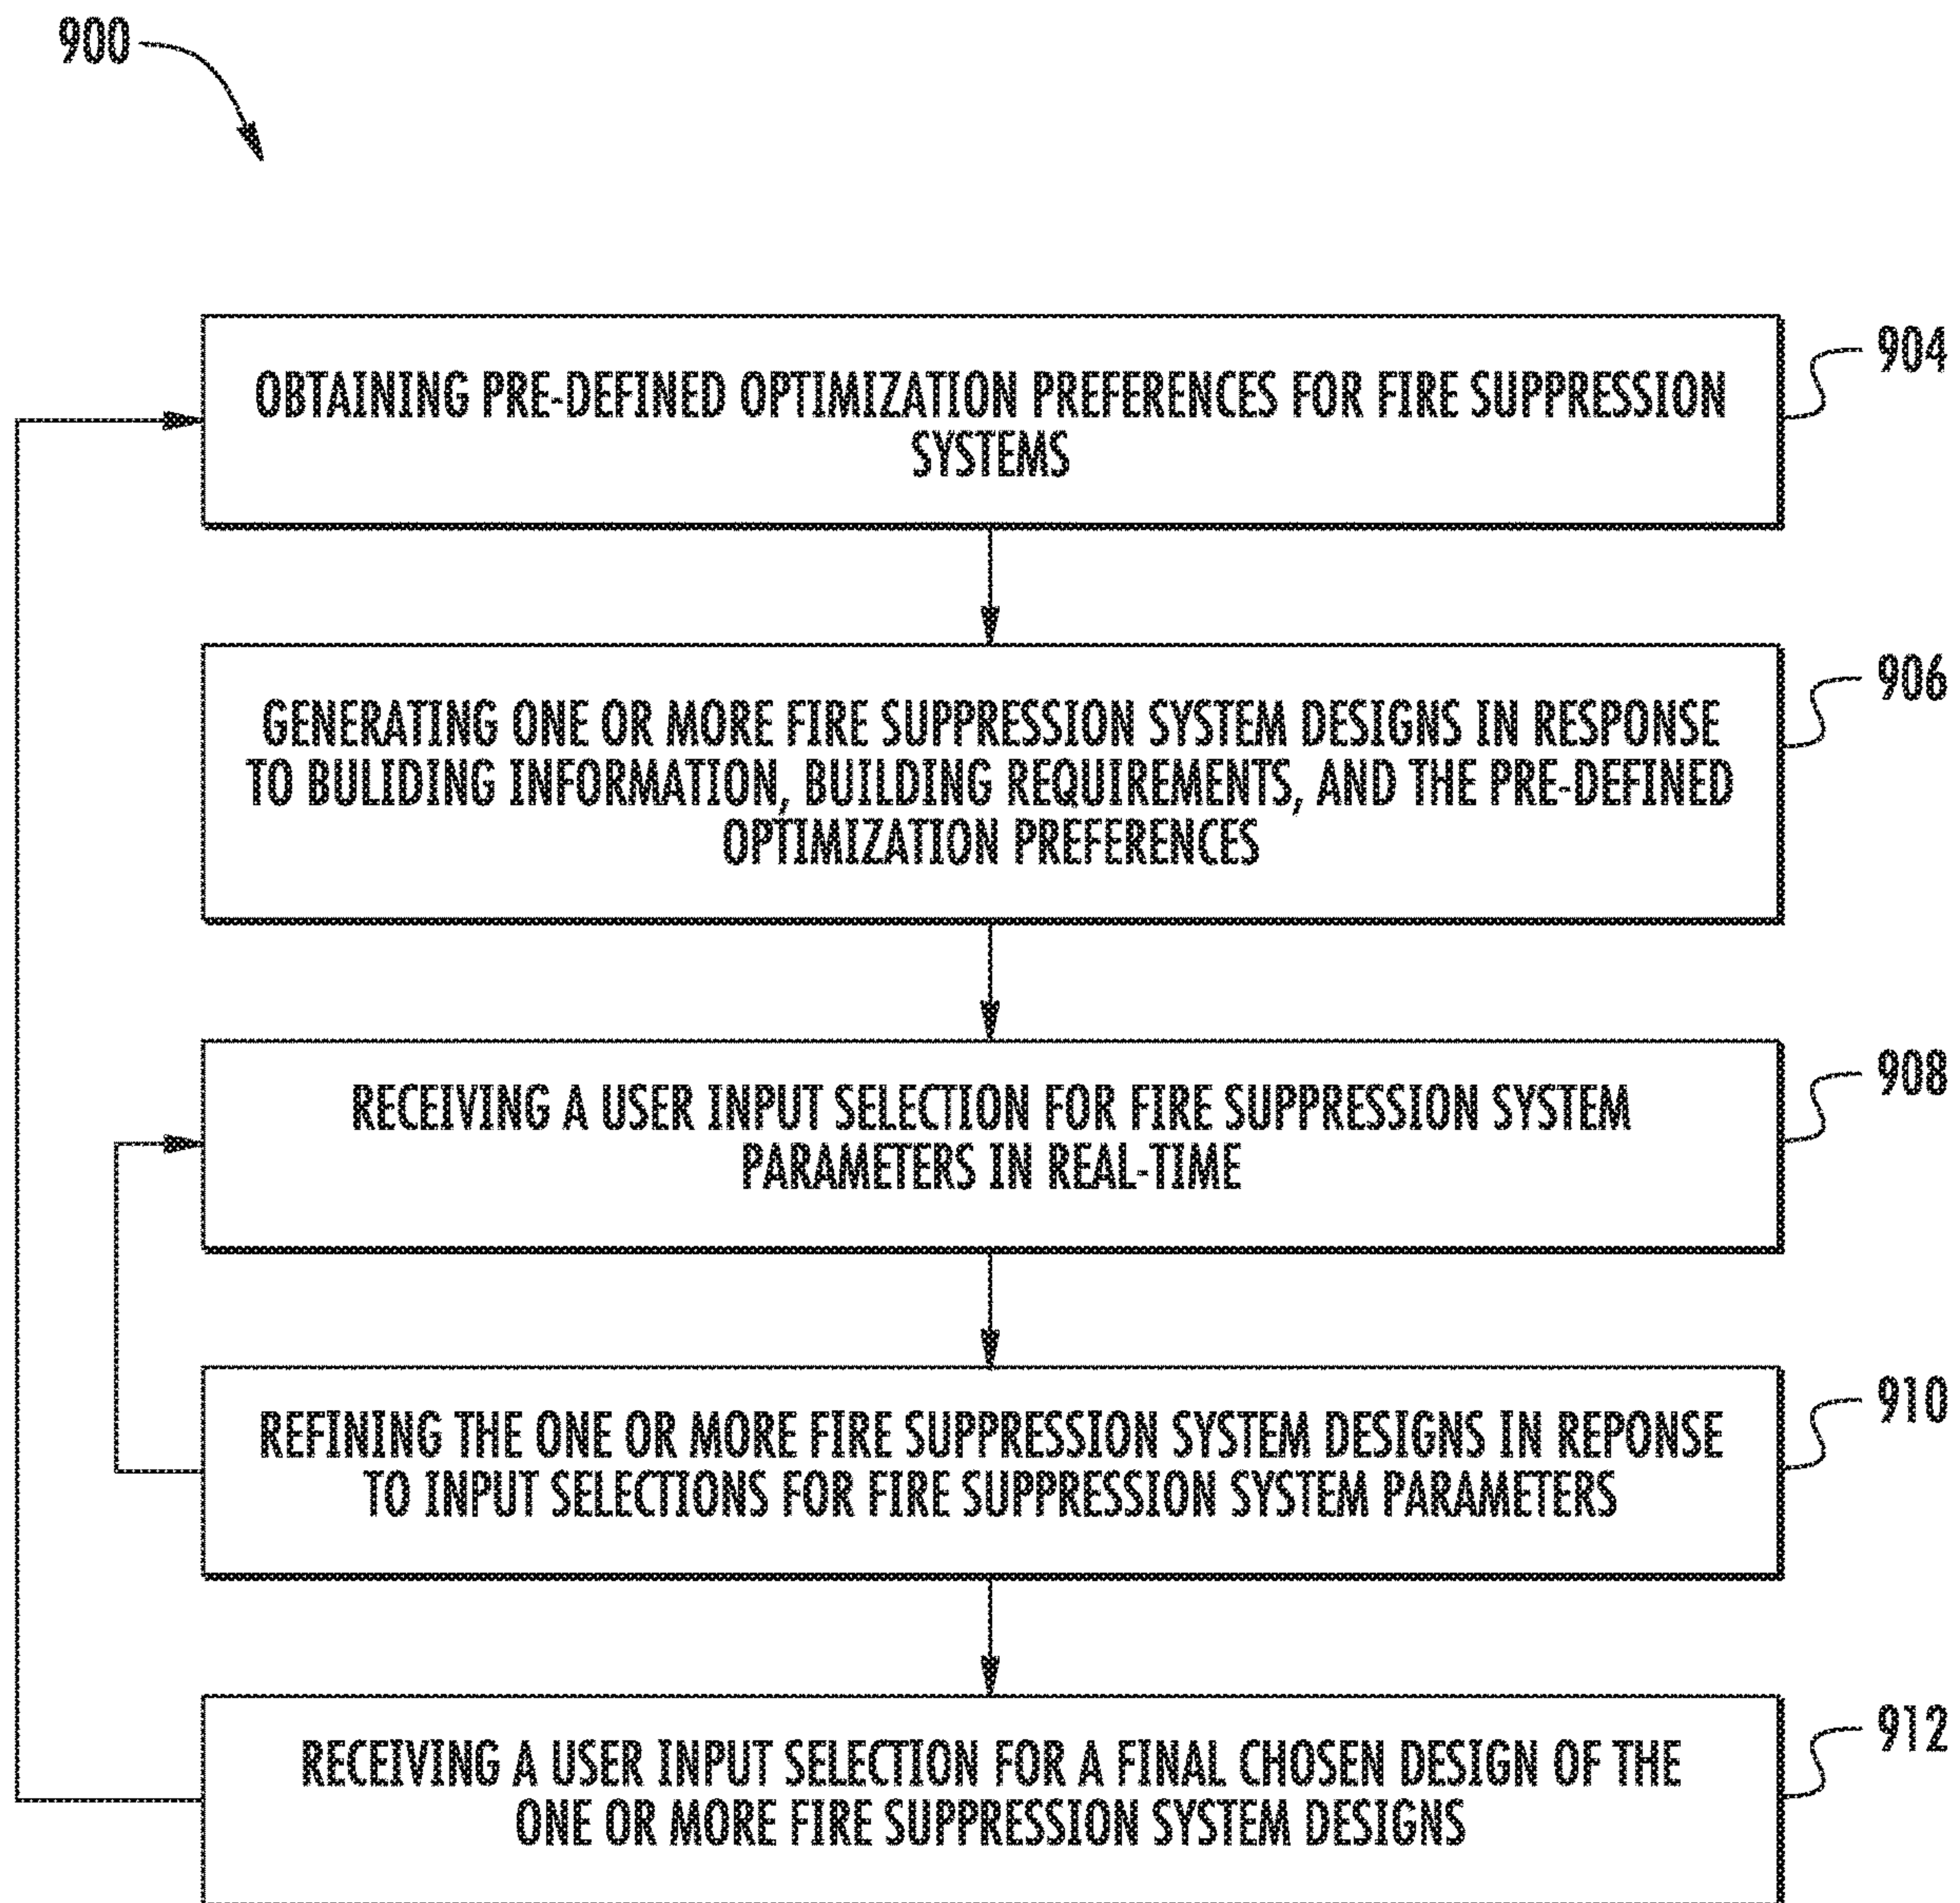 900
OBTAINING PRE-DEFINED OPTIMIZATION PREFERENCES FOR FIRE SUPPRESSION
SYSTEMS
904
GENERATING ONE OR MORE FIRE SUPPRESSION SYSTEM DESIGNS IN RESPONSE
TO BULIDING INFORMATION, BUILDING REQUIREMENTS, AND THE PRE-DEFINED
OPTIMIZATION PREFERENCES
906
RECEIVING A USER INPUT SELECTION FOR FIRE SUPPRESSION SYSTEM
PARAMETERS IN REAL-TIME
908
REFINING THE ONE OR MORE FIRE SUPPRESSION SYSTEM DESIGNS IN REPONSE
TO INPUT SELECTIONS FOR FIRE SUPPRESSION SYSTEM PARAMETERS
910
RECEIVING A USER INPUT SELECTION FOR A FINAL CHOSEN DESIGN OF THE
ONE OR MORE FIRE SUPPRESSION SYSTEM DESIGNS
912